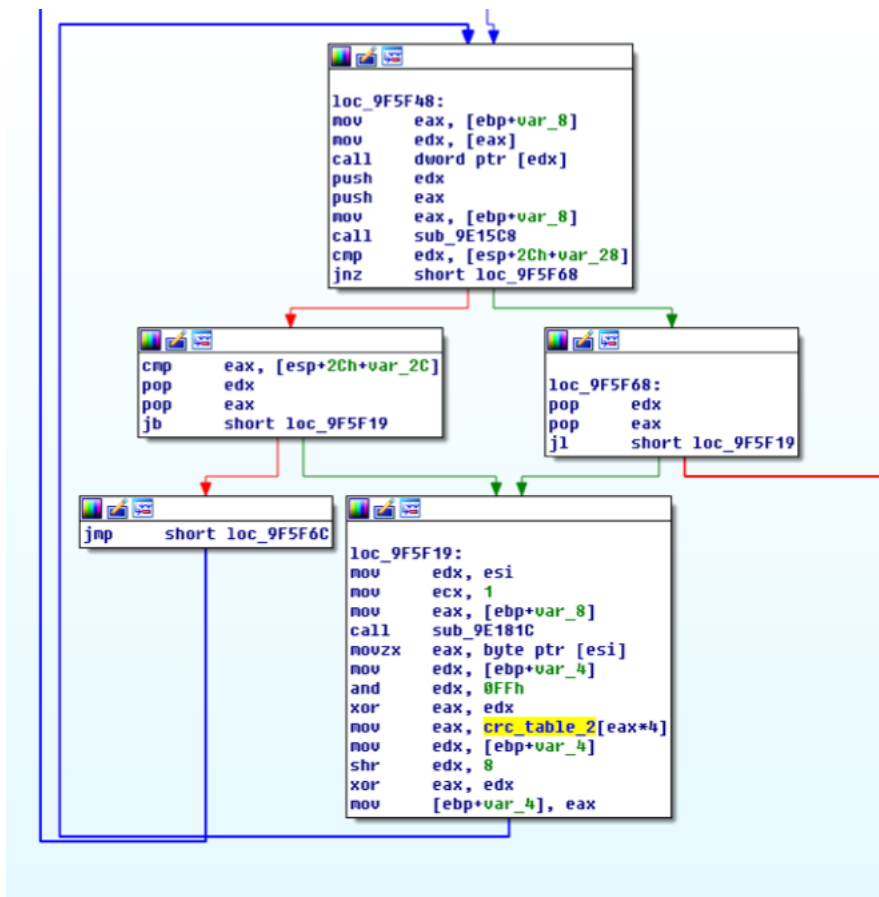 loc_9F5F48:
mov eax, [ebp+var_8]
mov edx, [eax]
call dword ptr [edx]
push edx
push eax
mov eax, [ebp+var_8]
call sub_9E15C8
cmp edx, [esp+2Ch+var_28]
jnz short loc_9F5F68
cmp eax, [esp+2Ch+var_2C]
pop edx
pop eax
jb short loc_9F5F19
loc_9F5F68:
pop edx
pop eax
jl short loc_9F5F19
jmp short loc_9F5F6C
loc_9F5F19:
mov edx, esi
mov ecx, 1
mov eax, [ebp+var_8]
call sub_9E181C
movzx eax, byte ptr [esi]
mov edx, [ebp+var_4]
and edx, 0FFh
xor eax, edx
mov eax, crc_table_2[eax*4]
mov edx, [ebp+var_4]
shr edx, 8
xor eax, edx
mov [ebp+var_4], eax